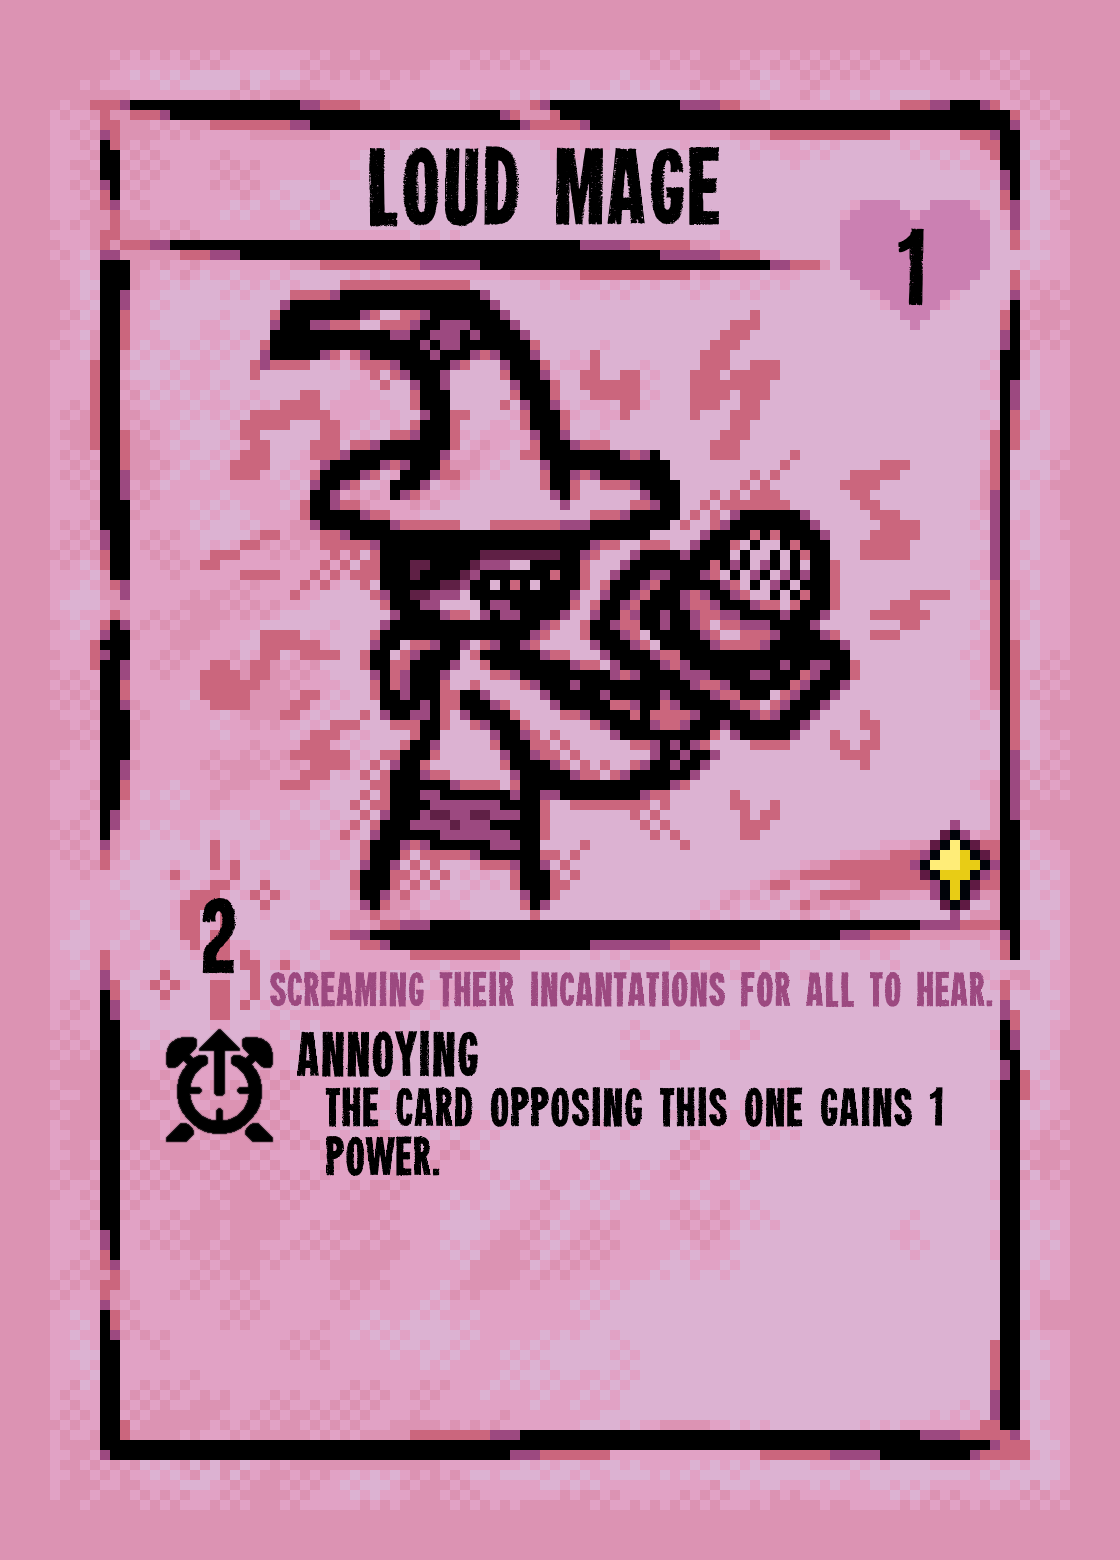 LOUD MAGE
1
2
SCREAMING THEIR INCANTATIONS FOR ALL TO HEAR.
ANNOYING
THE CARD OPPOSING THIS ONE GAINS 1
POWER.